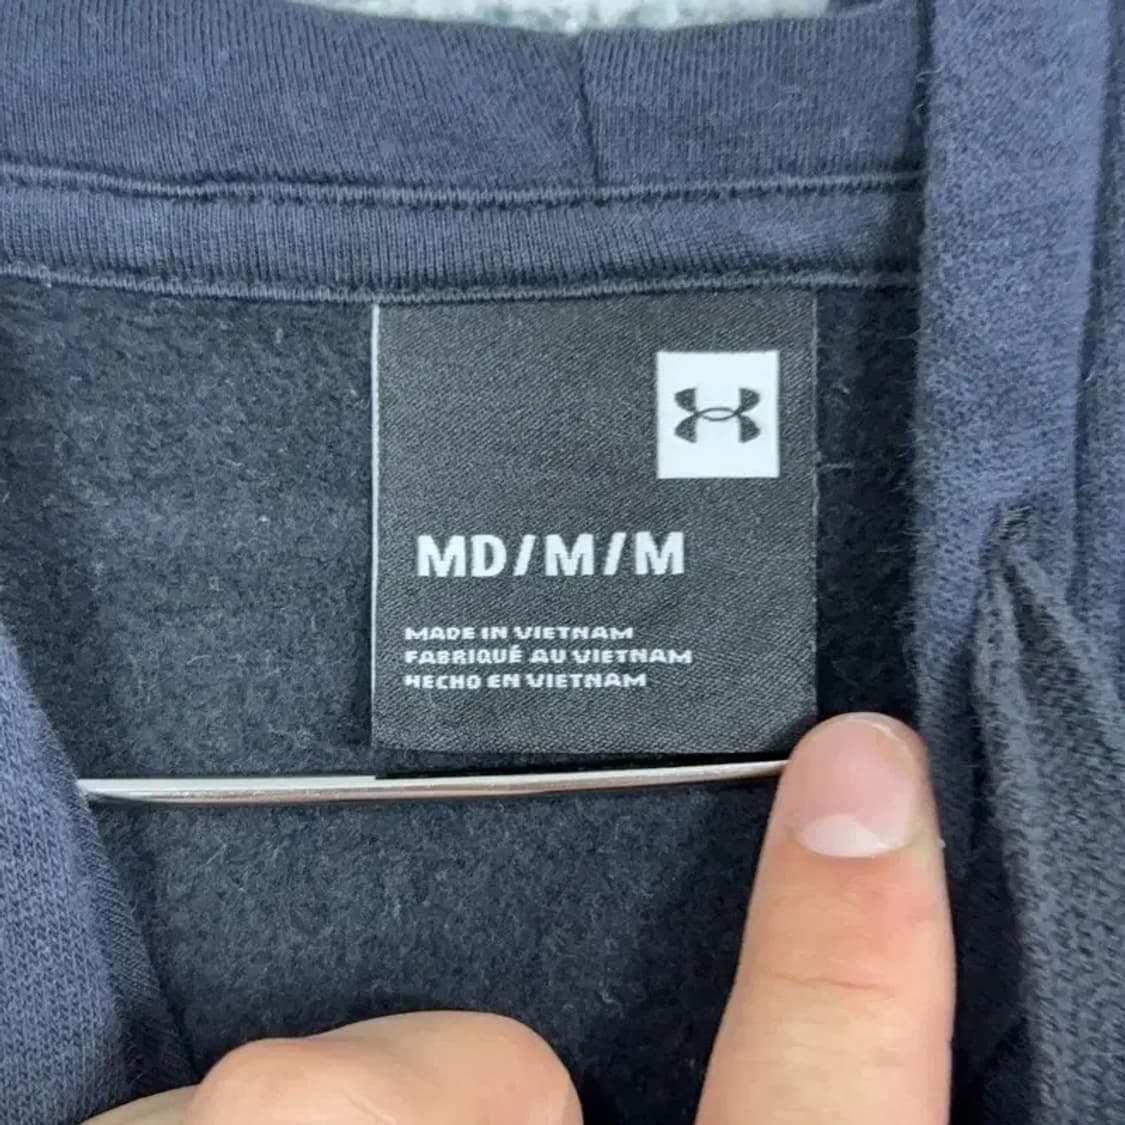 MD/M/M
MADE IN VIETNAM
FABRIQUÉ AU VIETNAM
HECHO EN VIETNAM